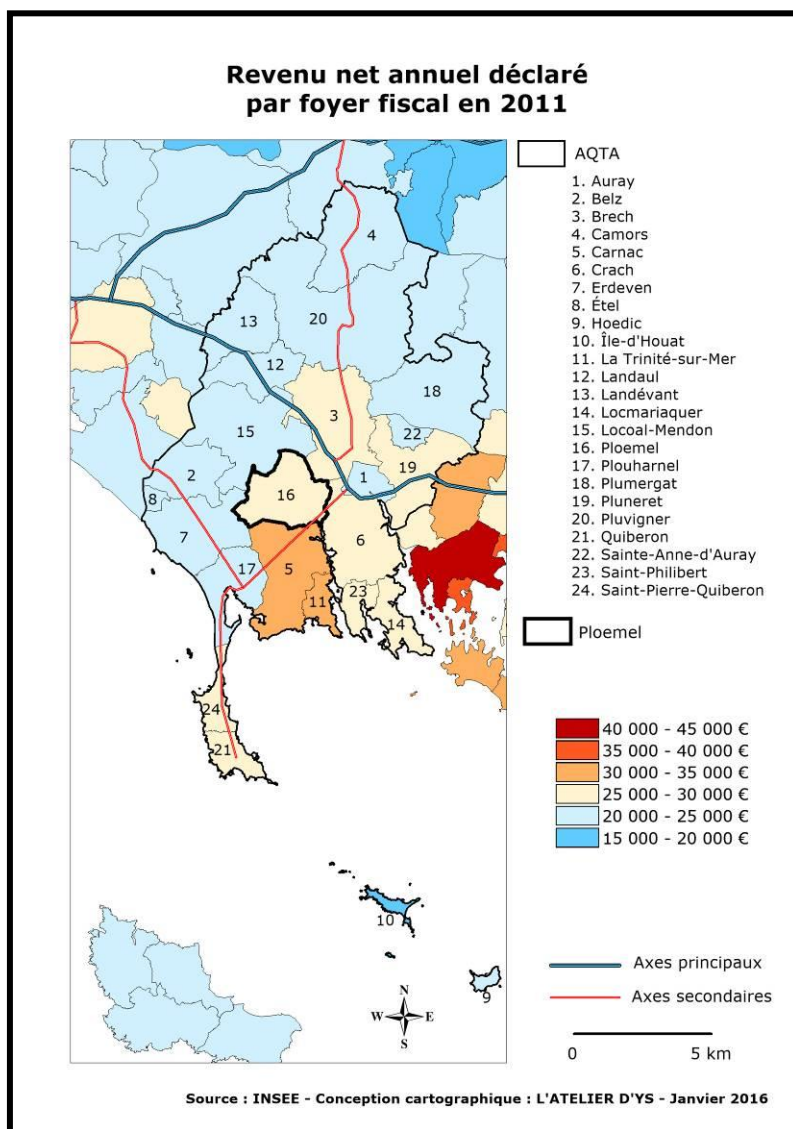 Revenu net annuel déclaré
par foyer fiscal en 2011
AQTA
1. Auray
2. Belz
3. Brech
4. Camors
5. Carnac
6. Crach
7. Erdeven
8. Étel
9. Hoedic
10. Île-d'Houat
11. La Trinité-sur-Mer
12. Landaul
13. Landévant
14. Locmariaquer
15. Locoal-Mendon
16. Ploemel
17. Plouharnel
18. Plumergat
19. Pluneret
20. Pluvigner
21. Quiberon
22. Sainte-Anne-d'Auray
23. Saint-Philibert
24. Saint-Pierre-Quiberon
Ploemel
4
13
20
12
18
3
22
15
19
2
1
16
8
7
6
17
5
23
11
14
24
21
10
9
40 000 - 45 000 €
35 000 - 40 000 €
30 000 - 35 000 €
25 000 - 30 000 €
20 000 - 25 000 €
15 000 - 20 000 €
Axes principaux
Axes secondaires
N
W E
S
0 5 km
Source : INSEE - Conception cartographique : L'ATELIER D'YS - Janvier 2016